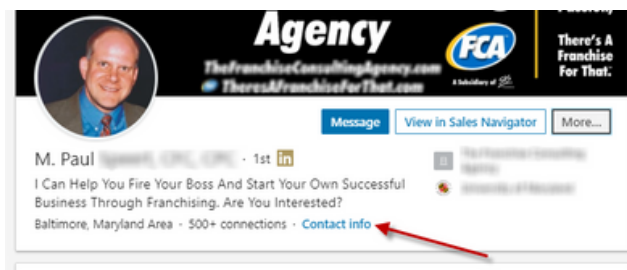 Agency
TheFranchiseConsultingAgency.com
TheresAFranchiseForThat.com
FCA
A Subsidiary of
There's A
Franchise
For That.
Message
View in Sales Navigator
More...
M. Paul
· 1st in
I Can Help You Fire Your Boss And Start Your Own Successful
Business Through Franchising. Are You Interested?
Baltimore, Maryland Area · 500+ connections · Contact info